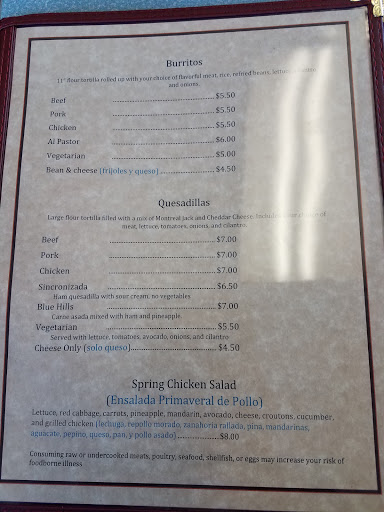 Burritos
11" flour tortilla rolled up with your choice of flavorful meat, rice, refried beans, lettuce,
and onions.
Beef ........ $5.50
Pork ........ $5.50
Chicken ........ $5.50
Al Pastor ........ $6.00
Vegetarian ........ $5.00
Bean & cheese (frijoles y queso) ........ $4.50
Quesadillas
Large flour tortilla filled with a mix of Montreal Jack and Cheddar Cheese, Includes your choice of
meat, lettuce, tomatoes, onions, and cilantro.
Beef ........ $7.00
Pork ........ $7.00
Chicken ........ $7.00
Sincronizada ........ $6.50
Ham quesadilla with sour cream, no vegetables
Blue Hills ........ $7.00
Carne asada mixed with ham and pineapple.
Vegetarian ........ $5.50
Served with lettuce, tomatoes, avocado, onions, and cilantro
Cheese Only (solo queso)........ $4.50
Spring Chicken Salad
(Ensalada Primaveral de Pollo)
Lettuce, red cabbage, carrots, pineapple, mandarin, avocado, cheese, croutons, cucumber,
and grilled chicken (lechuga, repollo morado, zanahoria rallada, pina, mandarinas,
aguacate, pepino, queso, pan, y pollo asado) ........ $8.00
Consuming raw or undercooked meats, poultry, seafood, shellfish, or eggs may increase your risk of
foodborne illness